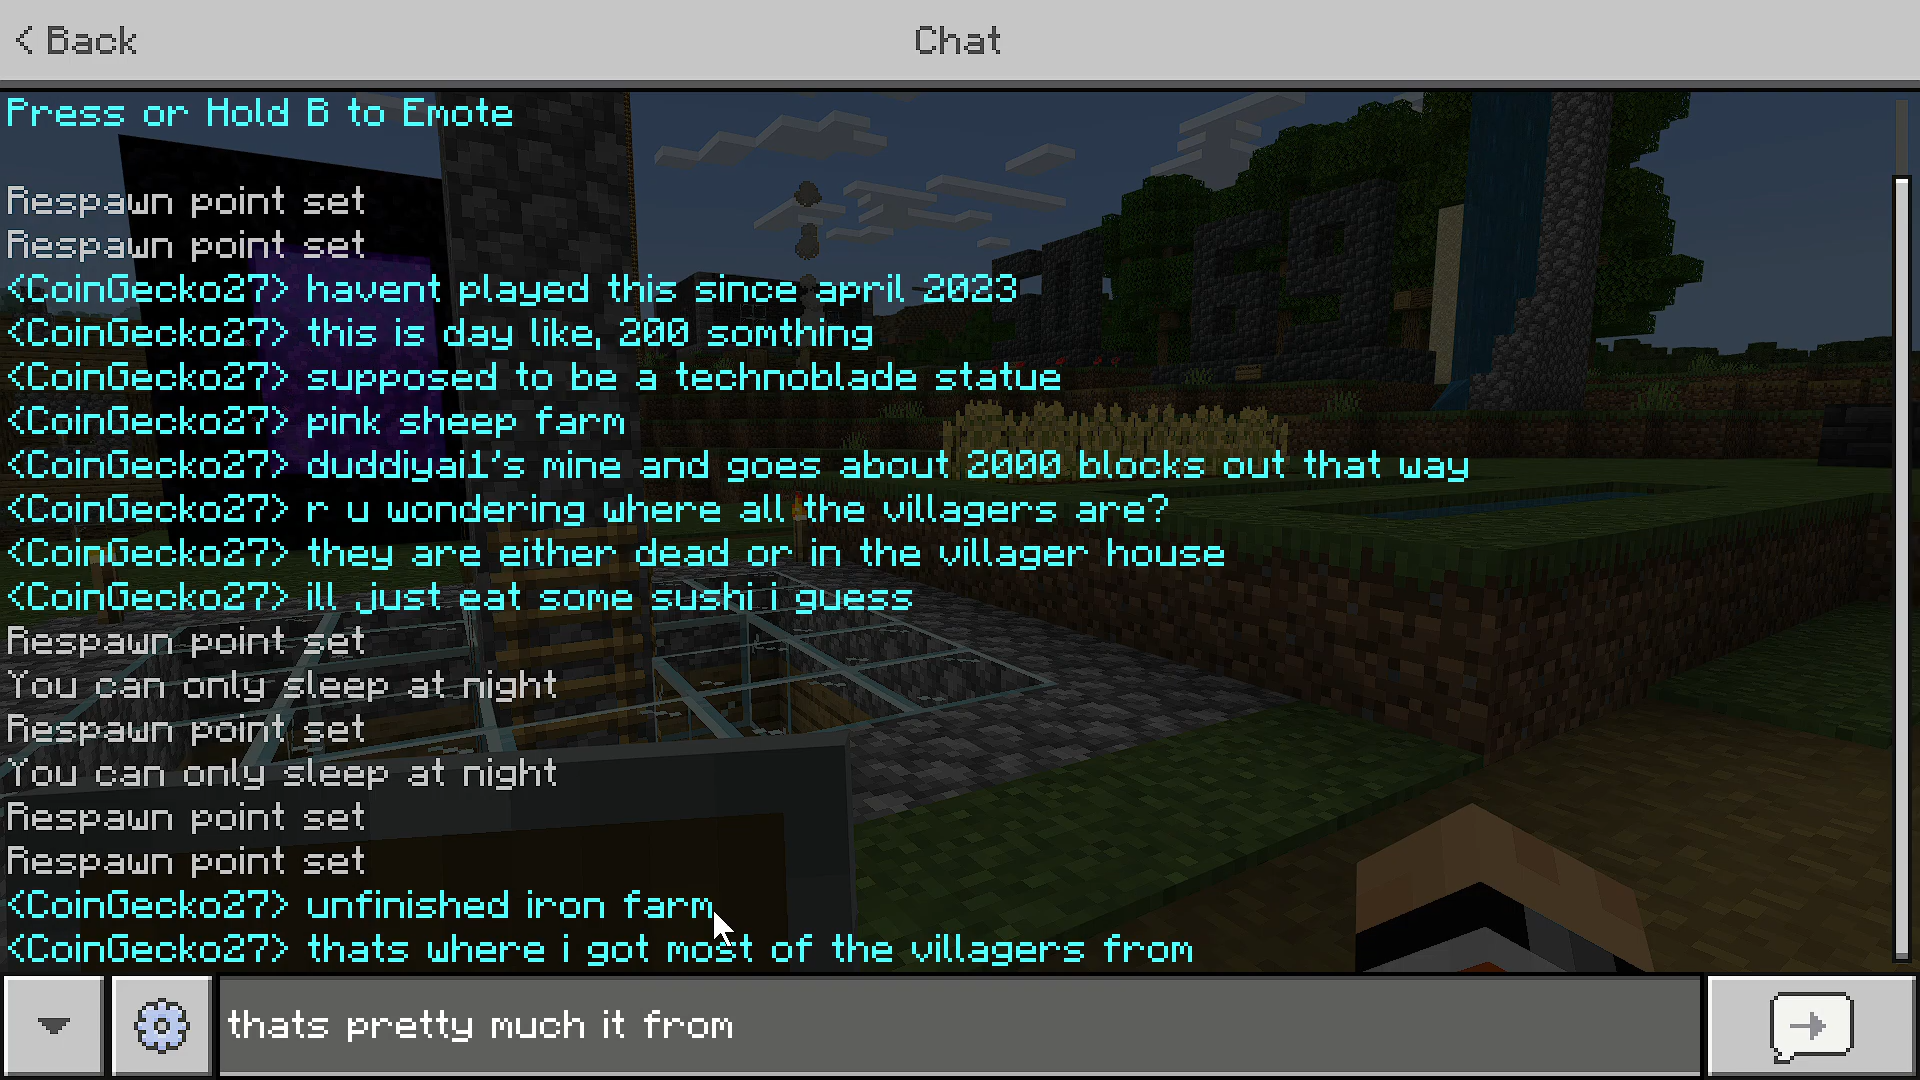 < Back
Chat
Press or Hold B to Emote
Respawn point set
Respawn point set
<CoinGecko27> havent played this since april 2023
<CoinGecko27> this is day like, 200 somthing
<CoinGecko27> supposed to be a technoblade statue
<CoinGecko27> pink sheep farm
<CoinGecko27> duddiyai1's mine and goes about 2000 blocks out that way
<CoinGecko27> r u wondering where all the villagers are?
<CoinGecko27> they are either dead or in the villager house
<CoinGecko27> ill just eat some sushi i guess
Respawn point set
You can only sleep at night
Respawn point set
You can only sleep at night
Respawn point set
Respawn point set
<CoinGecko27> unfinished iron farm
<CoinGecko27> thats where i got most of the villagers from
thats pretty much it from